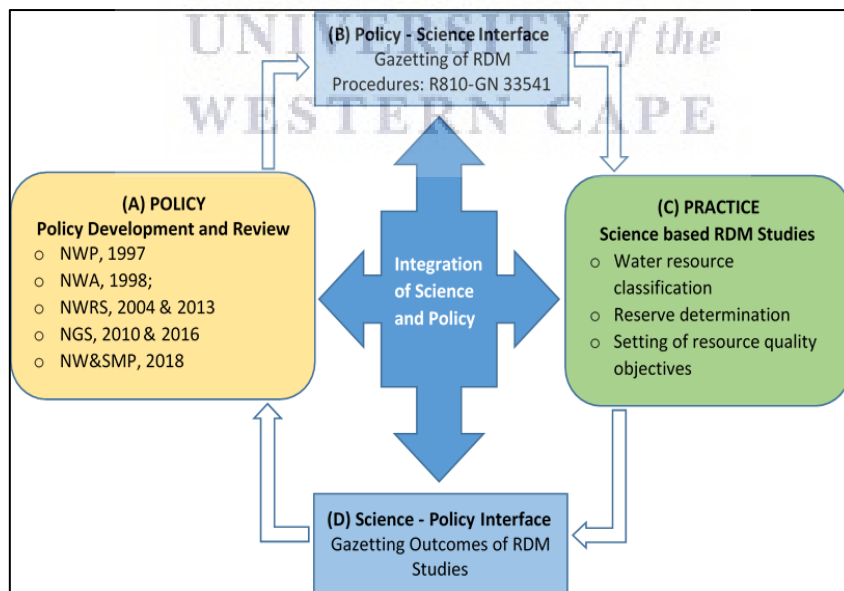 UNIVERSITY of the
WESTERN CAPE
(B) Policy - Science Interface
Gazetting of RDM
Procedures: R810-GN 33541
(A) POLICY
Policy Development and Review
o NWP, 1997
o NWA, 1998;
o NWRS, 2004 & 2013
o NGS, 2010 & 2016
o NW&SMP, 2018
Integration
of Science
and Policy
(C) PRACTICE
Science based RDM Studies
o Water resource
classification
o Reserve determination
o Setting of resource quality
objectives
(D) Science - Policy Interface
Gazetting Outcomes of RDM
Studies